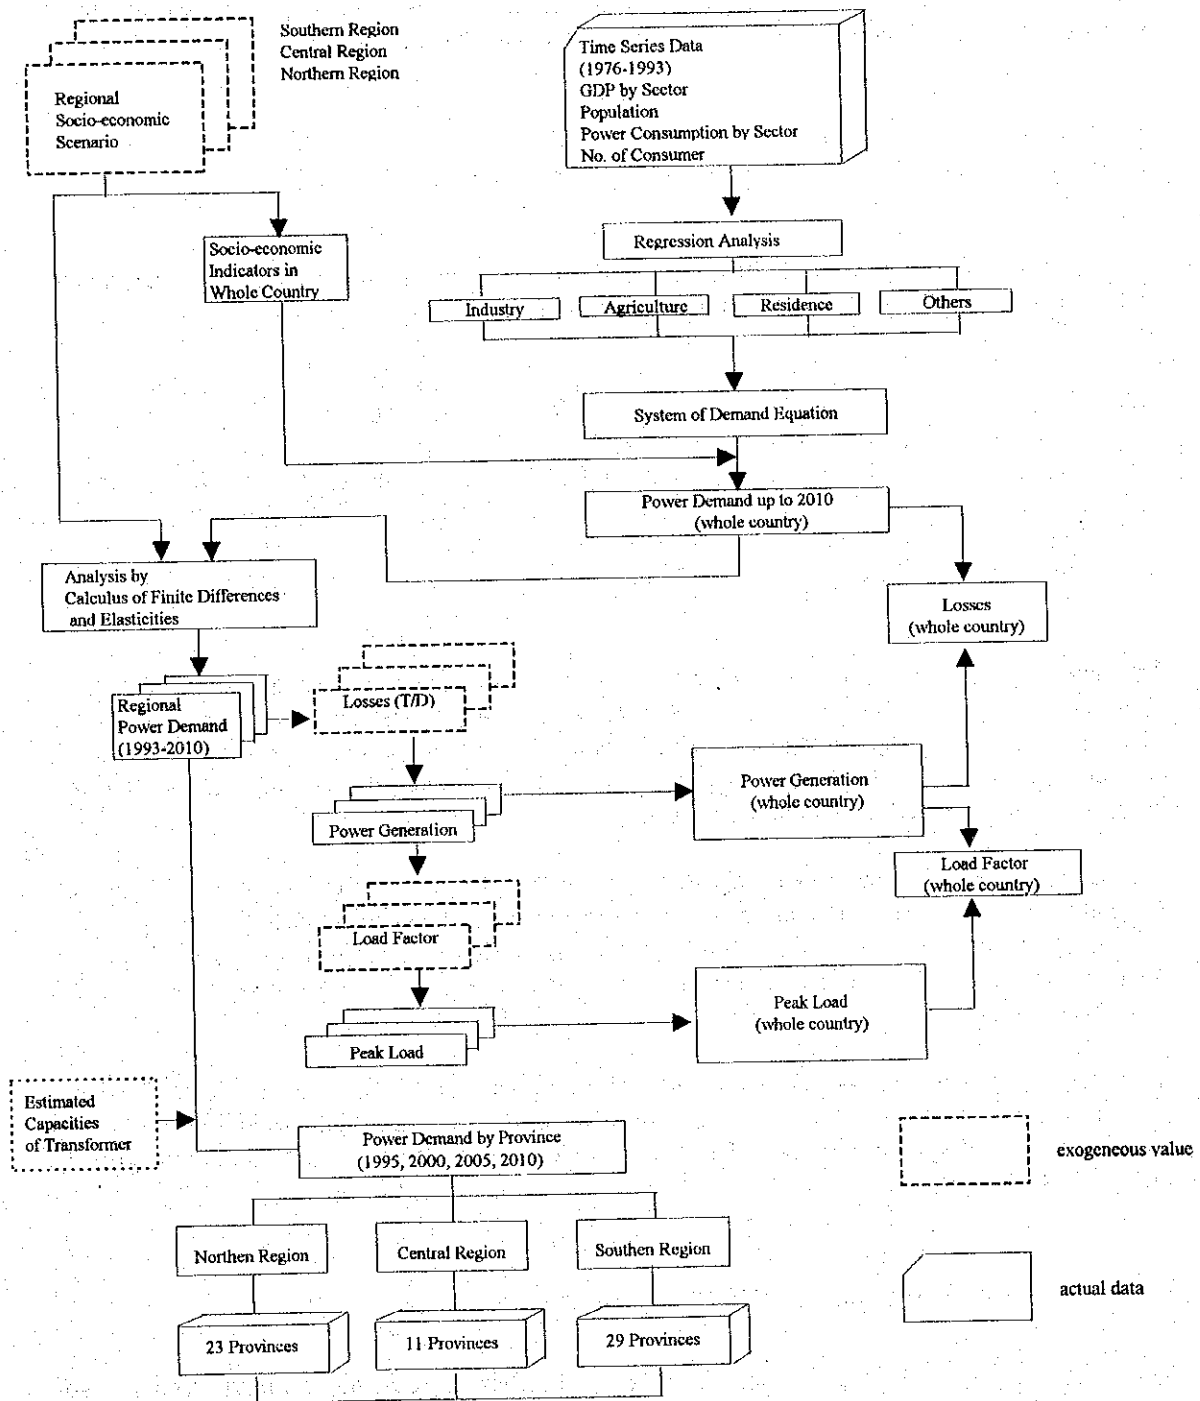 Southern Region
Central Region
Northern Region
Regional
Socio-economic
Scenario
Time Series Data
(1976-1993)
GDP by Sector
Population
Power Consumption by Sector
No. of Consumer
Socio-economic
Indicators in
Whole Country
Regression Analysis
Industry
Agriculture
Residence
Others
System of Demand Equation
Power Demand up to 2010
(whole country)
Analysis by
Calculus of Finite Differences
and Elasticities
Losses
(whole country)
Regional
Power Demand
(1993-2010)
Losses (T/D)
Power Generation
(whole country)
Power Generation
Load Factor
(whole country)
Load Factor
Peak Load
(whole country)
Peak Load
Estimated
Capacities
of Transformer
Power Demand by Province
(1995, 2000, 2005, 2010)
exogeneous value
Northen Region
Central Region
Southen Region
actual data
23 Provinces
11 Provinces
29 Provinces